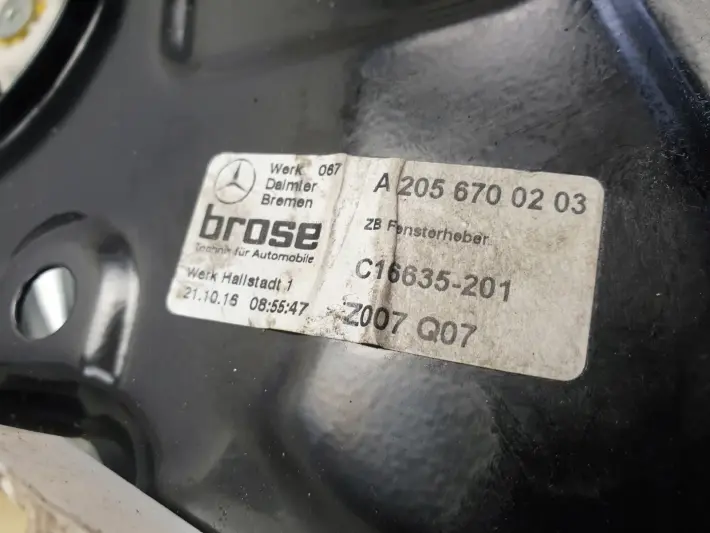 Werk 067
Daimler
Bremen
brose
Technik für Automobile
Werk Hallstadt 1
21.10.16 08:55:47
A 205 670 02 03
ZB Fensterheber
C16635-201
Z007 Q07